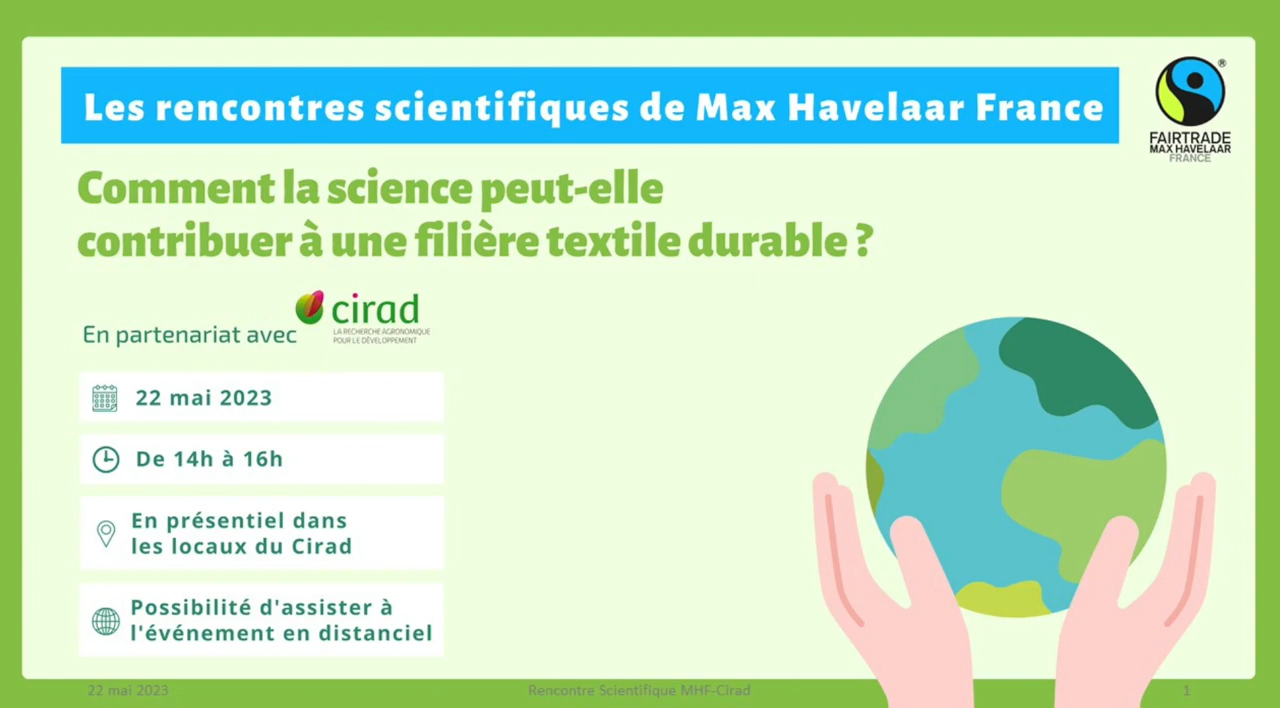 Les rencontres scientifiques de Max Havelaar France
®
FAIRTRADE
MAX HAVELAAR
FRANCE
Comment la science peut-elle
contribuer à une filière textile durable ?
En partenariat avec
cirad
LA RECHERCHE AGRONOMIQUE
POUR LE DÉVELOPPEMENT
22 mai 2023
De 14h à 16h
En présentiel dans
les locaux du Cirad
Possibilité d'assister à
l'événement en distanciel
22 mai 2023
Rencontre Scientifique MHF-Cirad
1